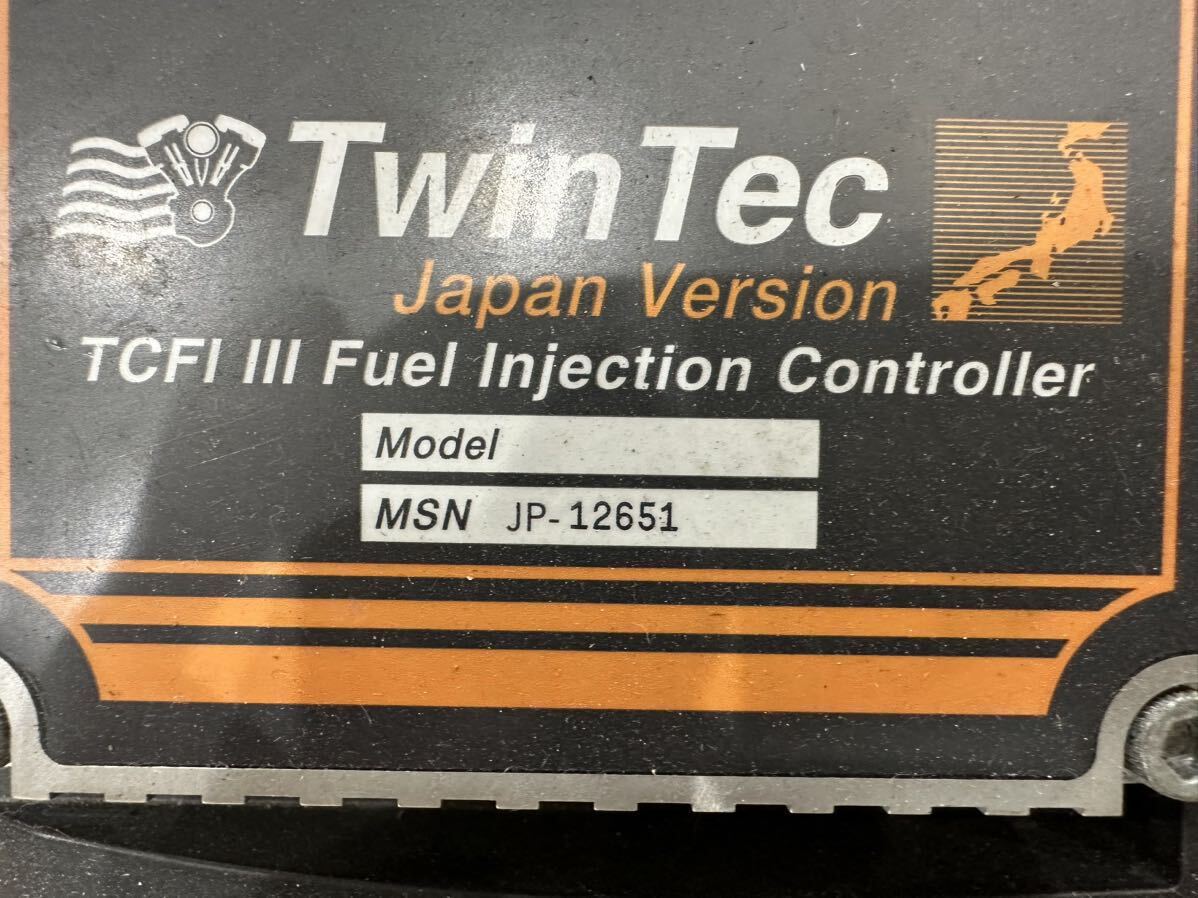 TwinTec
Japan Version
TCFI III Fuel Injection Controller
Model
MSN JP-12651